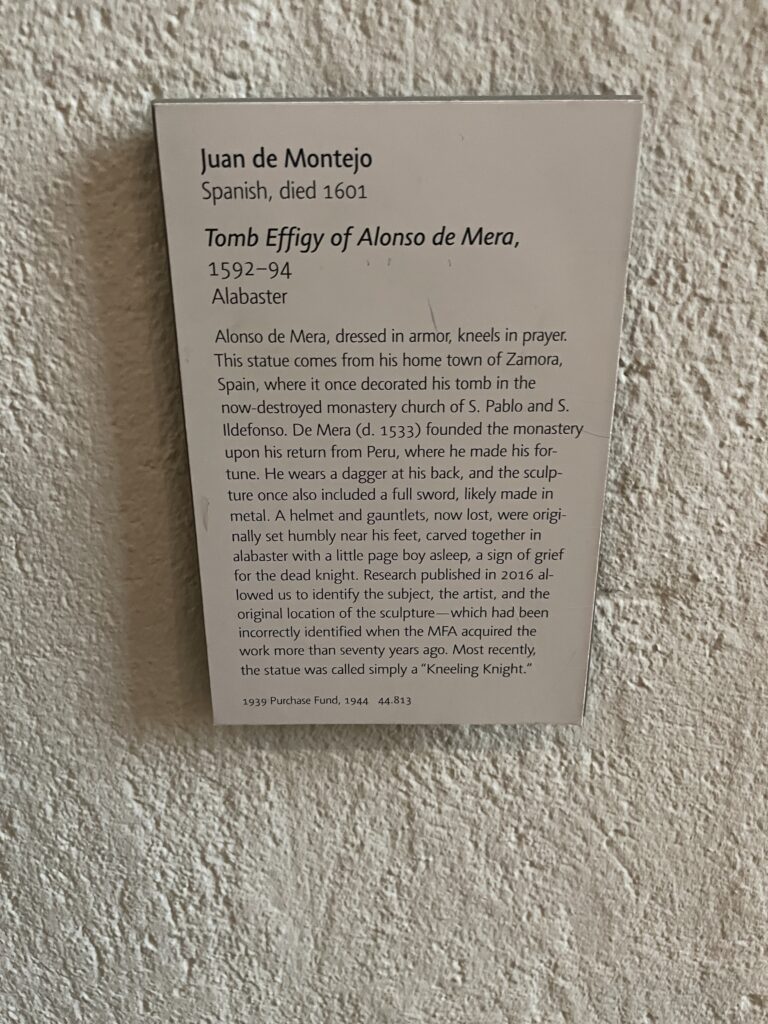 Juan de Montejo
Spanish, died 1601
Tomb Effigy of Alonso de Mera,
1592–94
Alabaster
Alonso de Mera, dressed in armor, kneels in prayer.
This statue comes from his home town of Zamora,
Spain, where it once decorated his tomb in the
now-destroyed monastery church of S. Pablo and S.
Ildefonso. De Mera (d. 1533) founded the monastery
upon his return from Peru, where he made his for-
tune. He wears a dagger at his back, and the sculp-
ture once also included a full sword, likely made in
metal. A helmet and gauntlets, now lost, were origi-
nally set humbly near his feet, carved together in
alabaster with a little page boy asleep, a sign of grief
for the dead knight. Research published in 2016 al-
lowed us to identify the subject, the artist, and the
original location of the sculpture—which had been
incorrectly identified when the MFA acquired the
work more than seventy years ago. Most recently,
the statue was called simply a “Kneeling Knight.”
1939 Purchase Fund, 1944 44.813